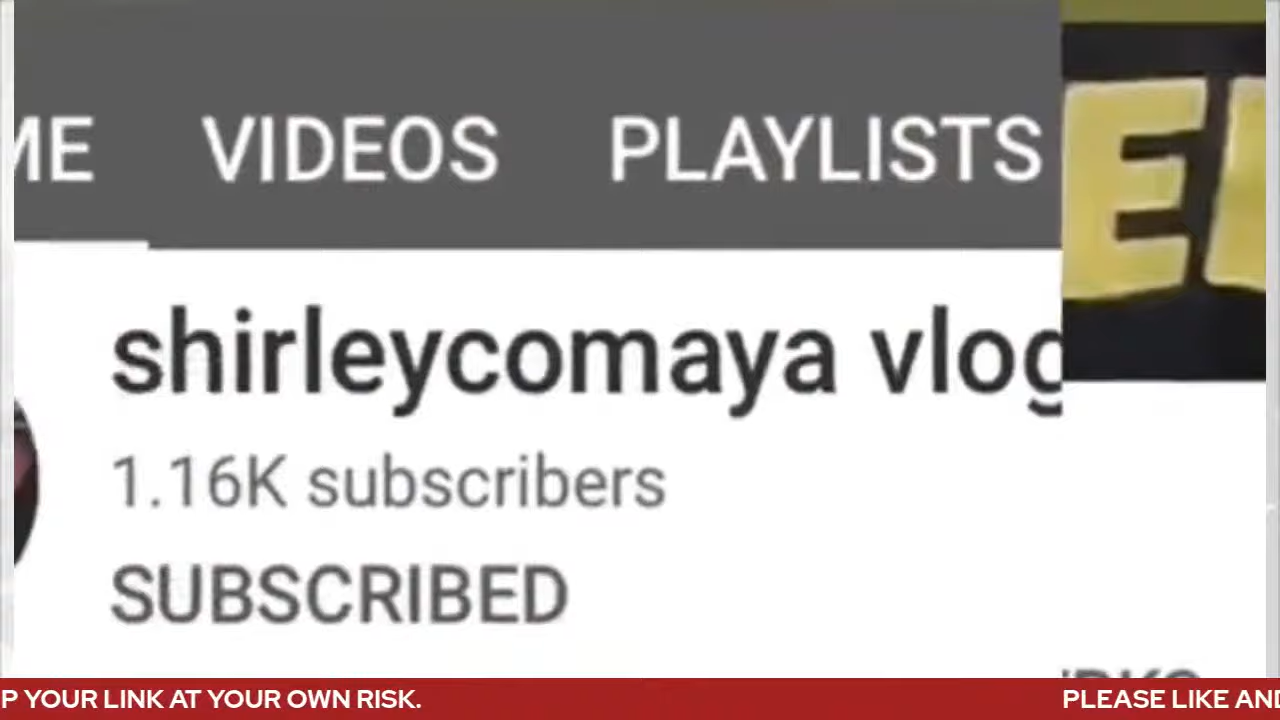 ME VIDEOS PLAYLISTS
shirleycomaya vlog
1.16K subscribers
SUBSCRIBED
P YOUR LINK AT YOUR OWN RISK. PLEASE LIKE AND